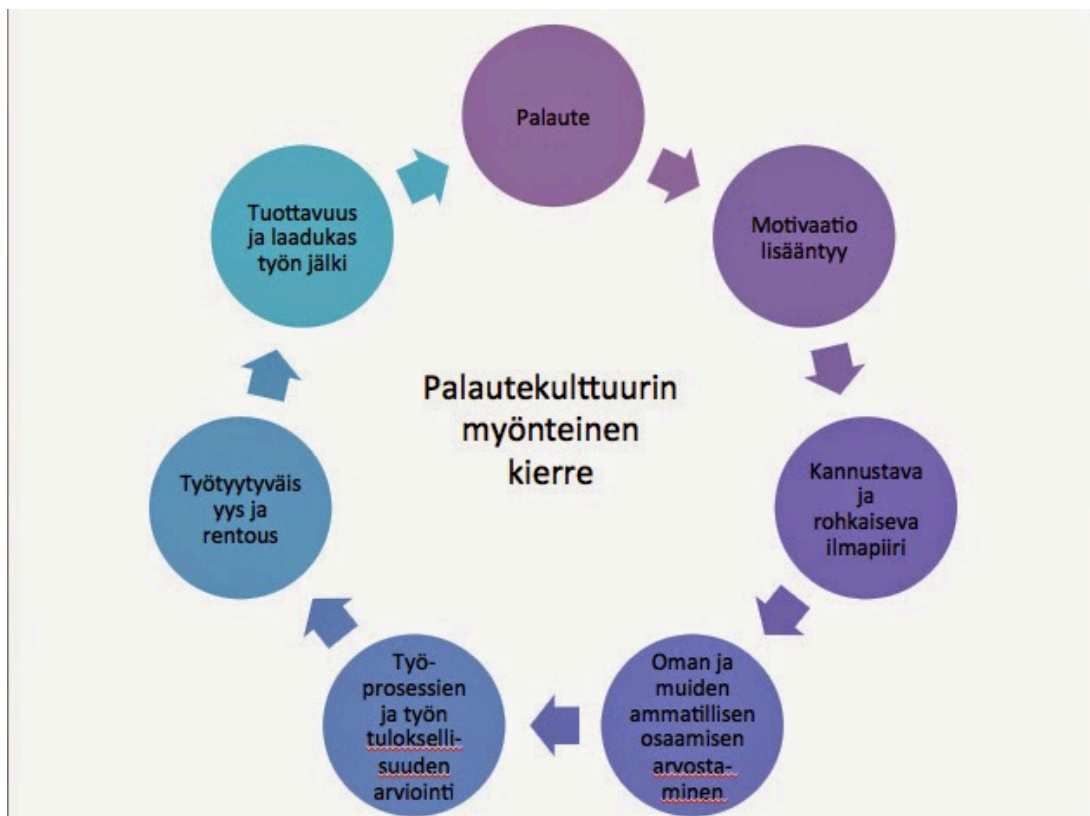 Palaute
Motivaatio
lisääntyy
Kannustava
ja
rohkaiseva
ilmapiiri
Oman ja
muiden
ammatillisen
osaamisen
arvosta-
minen
Työ-
prosessien
ja työn
tulokselli-
suuden
arviointi
Työtyytyväis
yys ja
rentous
Tuottavuus
ja laadukas
työn jälki
Palautekulttuurin
myönteinen
kierre